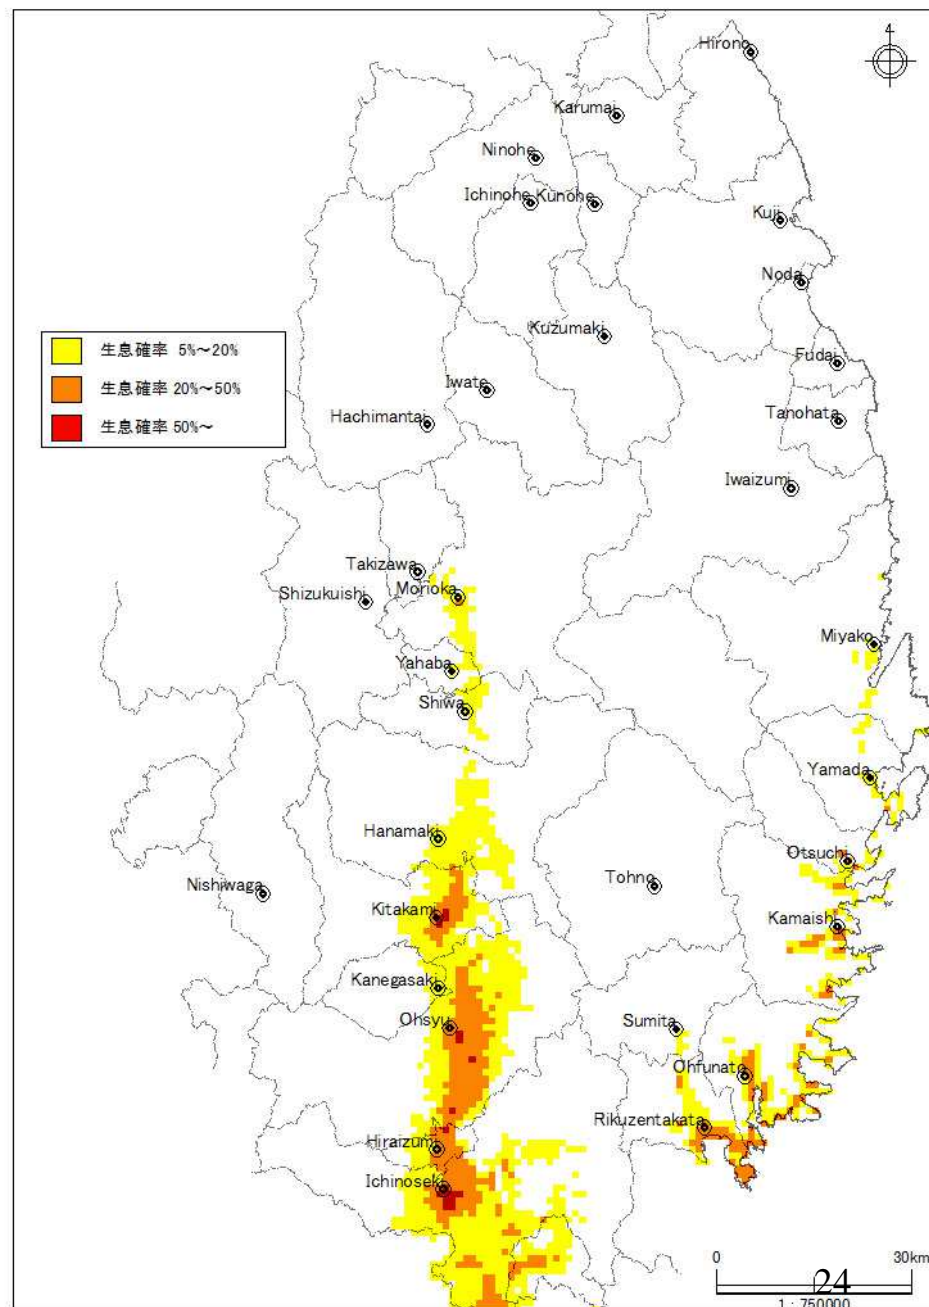 4
Hirono
Karumai
Ninohe
Ichinohe Kunohe
Kuji
Noda
生息確率 5%～20%
生息確率 20%～50%
生息確率 50%～
Kuzumaki
Fudai
Iwate
Hachimantai
Tanohata
Iwaizumi
Takizawa
Shizukuishi
Morioka
Miyako
Yahaba
Shiwa
Yamada
Hanamaki
Otsuchi
Nishiwaga
Tohno
Kitakami
Kamaishi
Kanegasaki
Ohsyu
Sumita
Ohfunato
Rikuzentakata
Hiraizumi
Ichinoseki
0 30km
24
1：750000